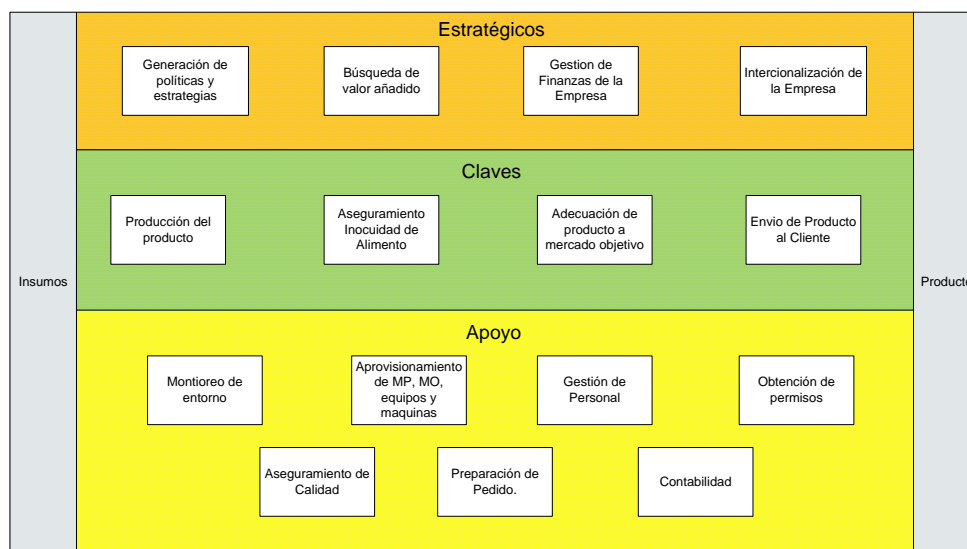 Estratégicos
Generación de
políticas y
estrategias
Búsqueda de
valor añadido
Gestion de
Finanzas de la
Empresa
Intercionalización de
la Empresa
Claves
Producción del
producto
Aseguramiento
Inocuidad de
Alimento
Adecuación de
producto a
mercado objetivo
Envio de Producto
al Cliente
Insumos
Producto
Apoyo
Montioreo de
entorno
Aprovisionamiento
de MP, MO,
equipos y
maquinas
Gestión de
Personal
Obtención de
permisos
Aseguramiento de
Calidad
Preparación de
Pedido.
Contabilidad